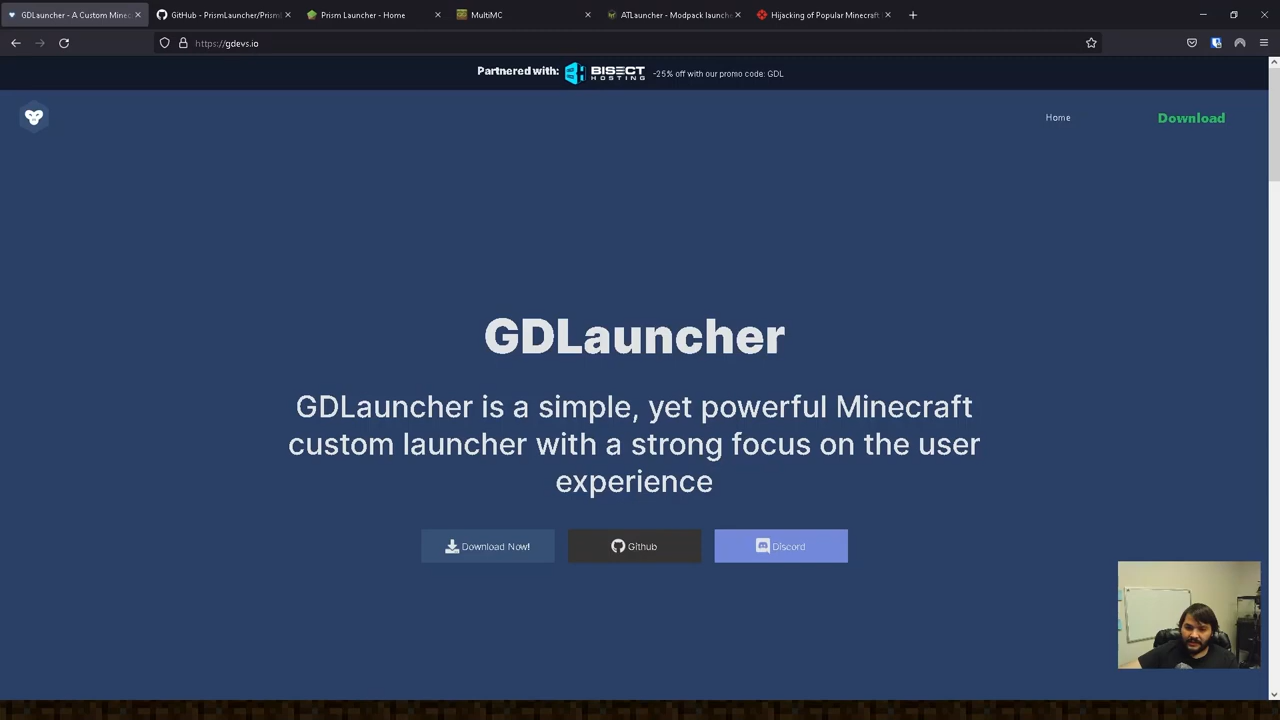 GDLauncher - A Custom Minec
GitHub - PrismLauncher/Prism
Prism Launcher - Home
MultiMC
ATLauncher - Modpack launche
Hijacking of Popular Minecraft
https://gdevs.io
Partnered with: BISECT HOSTING -25% off with our promo code: GDL
Home
Download
GDLauncher
GDLauncher is a simple, yet powerful Minecraft
custom launcher with a strong focus on the user
experience
Download Now!
Github
Discord